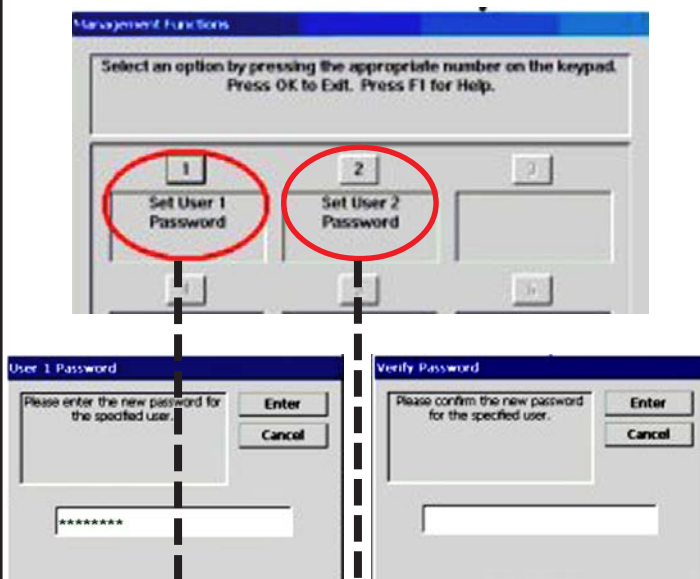 Management Functions
Select an option by pressing the appropriate number on the keypad.
Press OK to Exit. Press F1 for Help.
1
2
3
Set User 1
Password
Set User 2
Password
4
5
6
User 1 Password
Please enter the new password for
the specified user.
Enter
Cancel
********
Verify Password
Please confirm the new password
for the specified user.
Enter
Cancel